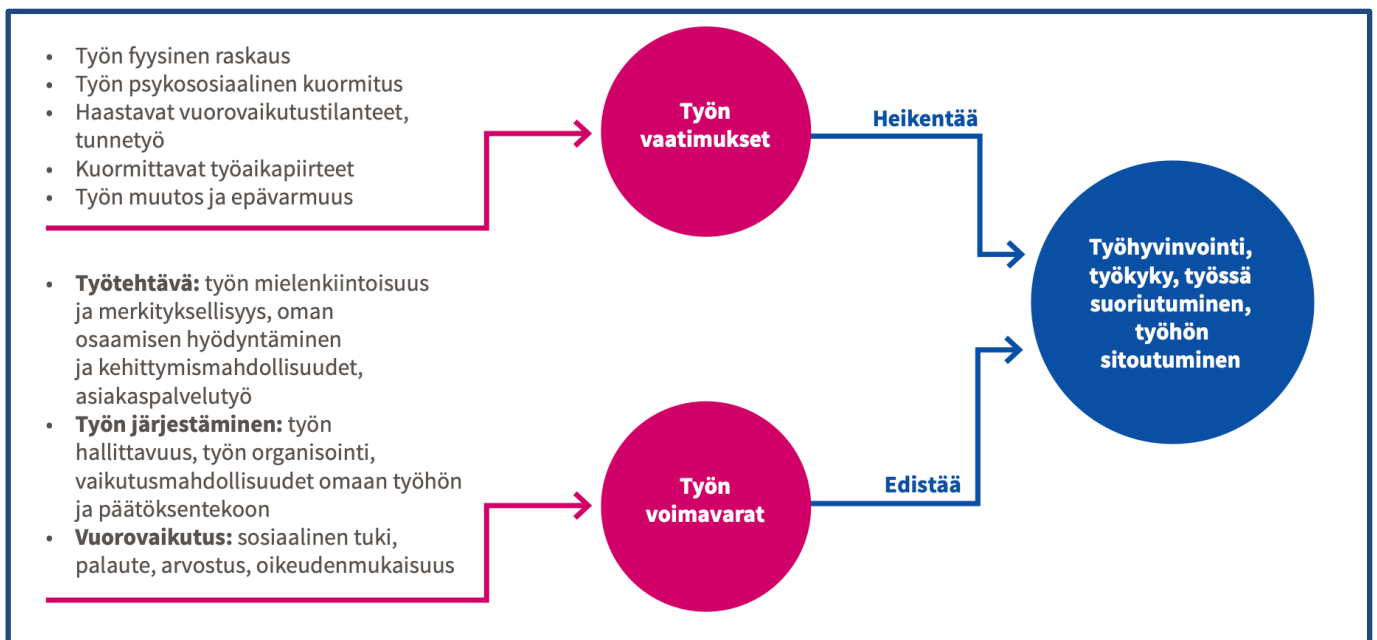 • Työn fyysinen raskaus
• Työn psykososiaalinen kuormitus
• Haastavat vuorovaikutustilanteet,
tunnetyö
• Kuormittavat työaikapiirteet
• Työn muutos ja epävarmuus
Työn
vaatimukset
Heikentää
• Työtehtävä: työn mielenkiintoisuus
ja merkityksellisyys, oman
osaamisen hyödyntäminen
ja kehittymismahdollisuudet,
asiakaspalvelutyö
• Työn järjestäminen: työn
hallittavuus, työn organisointi,
vaikutusmahdollisuudet omaan työhön
ja päätöksentekoon
• Vuorovaikutus: sosiaalinen tuki,
palaute, arvostus, oikeudenmukaisuus
Työn
voimavarat
Edistää
Työhyvinvointi,
työkyky, työssä
suoriutuminen,
työhön
sitoutuminen